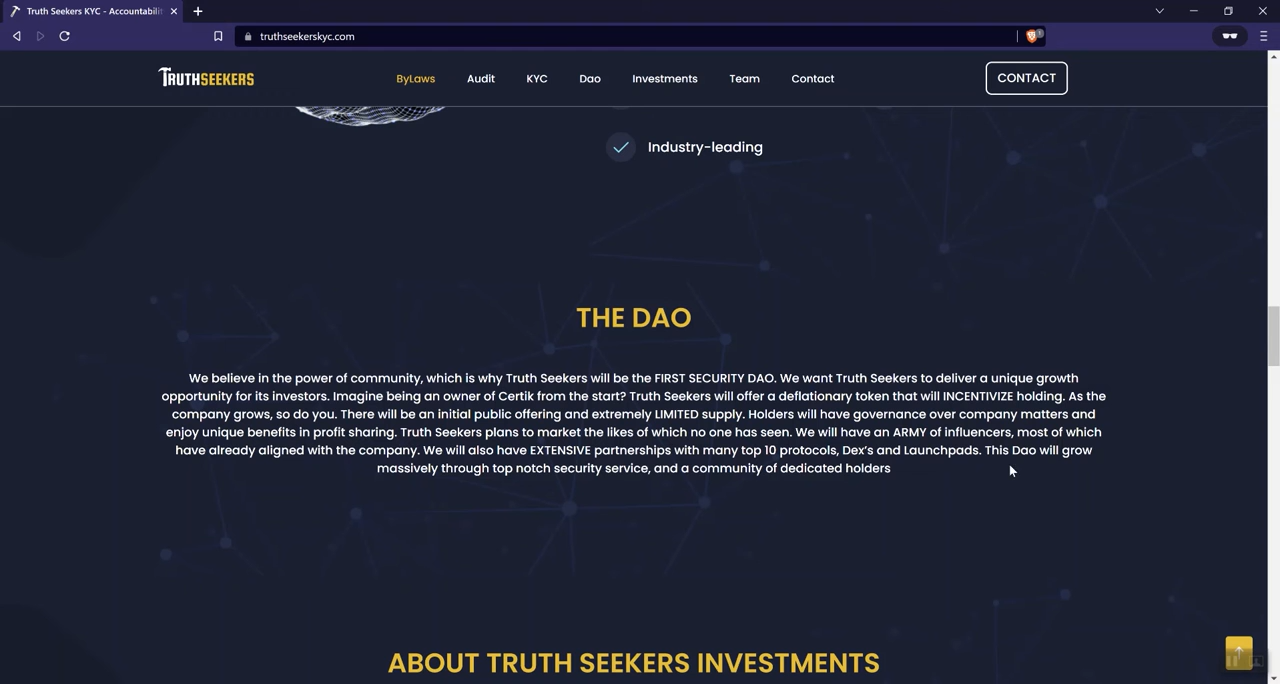 Truth Seekers KYC - Accountabilit
truthseekerskyc.com
1
TRUTHSEEKERS
ByLaws
Audit
KYC
Dao
Investments
Team
Contact
CONTACT
Industry-leading
THE DAO
We believe in the power of community, which is why Truth Seekers will be the FIRST SECURITY DAO. We want Truth Seekers to deliver a unique growth
opportunity for its investors. Imagine being an owner of Certik from the start? Truth Seekers will offer a deflationary token that will INCENTIVIZE holding. As the
company grows, so do you. There will be an initial public offering and extremely LIMITED supply. Holders will have governance over company matters and
enjoy unique benefits in profit sharing. Truth Seekers plans to market the likes of which no one has seen. We will have an ARMY of influencers, most of which
have already aligned with the company. We will also have EXTENSIVE partnerships with many top 10 protocols, Dex's and Launchpads. This Dao will grow
massively through top notch security service, and a community of dedicated holders
ABOUT TRUTH SEEKERS INVESTMENTS